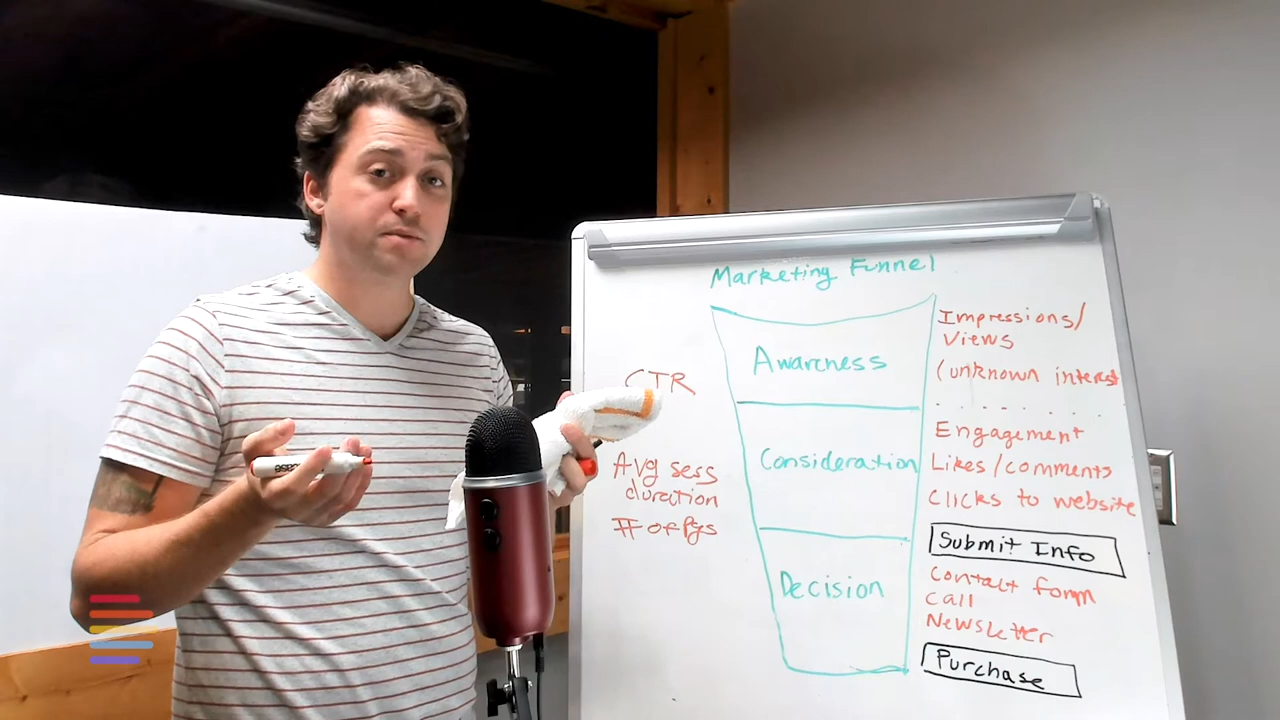 Marketing Funnel
CTR
Avg sess
duration
# of pgs
Awareness
Consideration
Decision
Impressions/
Views
(unknown interest
Engagement
Likes/comments
Clicks to website
Submit Info
Contact form
Call
Newsletter
Purchase